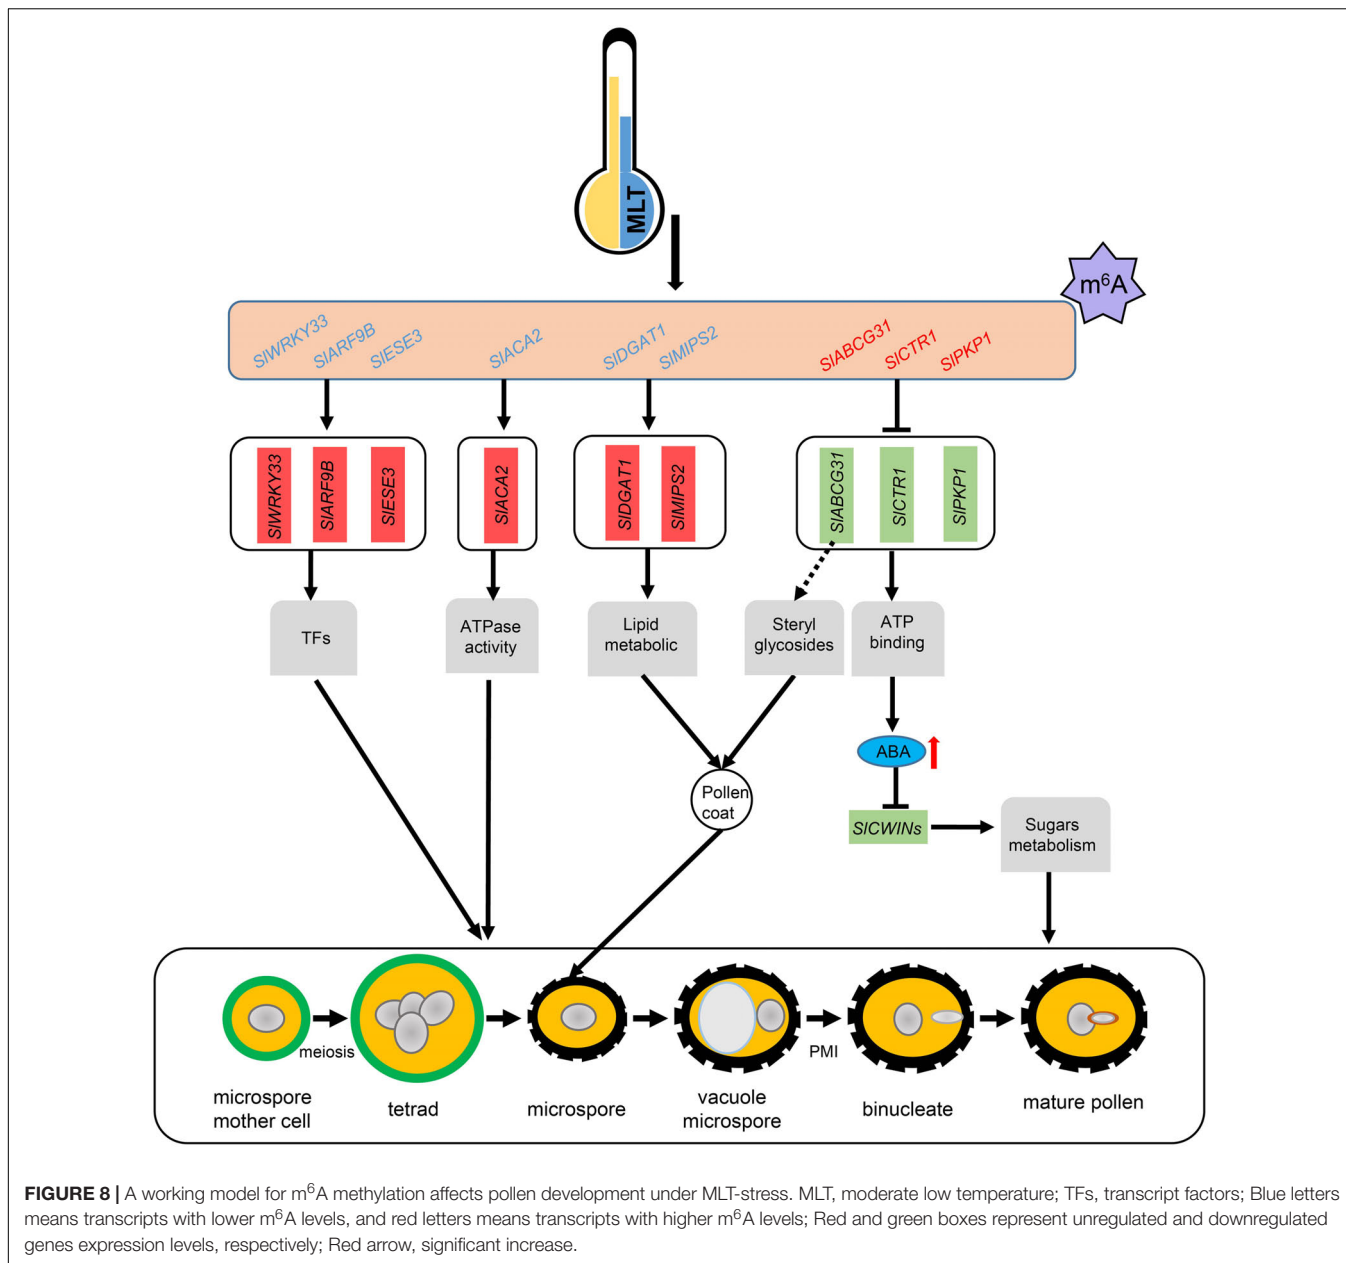 MLT
m⁶A
SlWRKY33
SlARF9B
SlESE3
SlACA2
SlDGAT1
SlMIPS2
SlABCG31
SlCTR1
SlPKP1
SlWRKY33
SlARF9B
SlESE3
SlACA2
SlDGAT1
SlMIPS2
SlABCG31
SlCTR1
SlPKP1
TFs
ATPase
activity
Lipid
metabolic
Steryl
glycosides
ATP
binding
ABA
Pollen
coat
SlCWINs
Sugars
metabolism
meiosis
PMI
microspore
mother cell
tetrad
microspore
vacuole
microspore
binucleate
mature pollen
FIGURE 8 | A working model for m⁶A methylation affects pollen development under MLT-stress. MLT, moderate low temperature; TFs, transcript factors; Blue letters
means transcripts with lower m⁶A levels, and red letters means transcripts with higher m⁶A levels; Red and green boxes represent unregulated and downregulated
genes expression levels, respectively; Red arrow, significant increase.